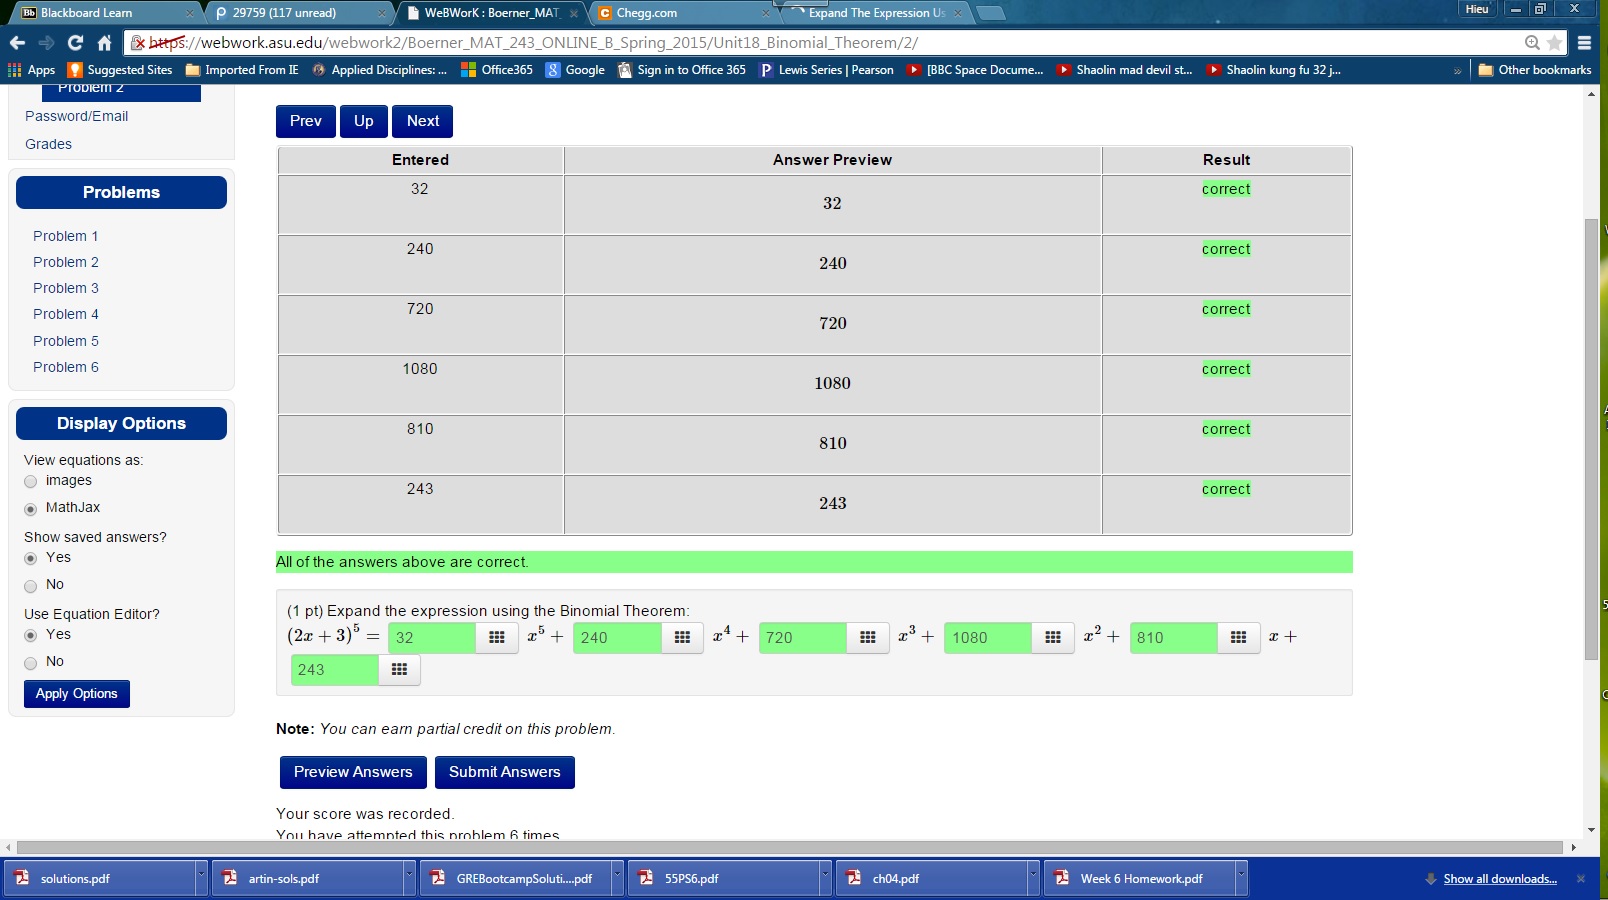 Blackboard Learn
29759 (117 unread)
WeBWorK : Boerner_MAT_
Chegg.com
Expand The Expression Us
Hieu
https://webwork.asu.edu/webwork2/Boerner_MAT_243_ONLINE_B_Spring_2015/Unit18_Binomial_Theorem/2/
Apps Suggested Sites Imported From IE Applied Disciplines: ... Office365 Google Sign in to Office 365 Lewis Series | Pearson [BBC Space Docume... Shaolin mad devil st... Shaolin kung fu 32 j... » Other bookmarks
Problem 2
Password/Email
Grades
Problems
Problem 1
Problem 2
Problem 3
Problem 4
Problem 5
Problem 6
Display Options
View equations as:
images
MathJax
Show saved answers?
Yes
No
Use Equation Editor?
Yes
No
Apply Options
Prev Up Next
Entered Answer Preview Result
32 32 correct
240 240 correct
720 720 correct
1080 1080 correct
810 810 correct
243 243 correct
All of the answers above are correct.
(1 pt) Expand the expression using the Binomial Theorem:
(2x + 3)^5 = 32 x^5 + 240 x^4 + 720 x^3 + 1080 x^2 + 810 x +
243
Note: You can earn partial credit on this problem.
Preview Answers Submit Answers
Your score was recorded.
You have attempted this problem 6 times.
solutions.pdf artin-sols.pdf GREBootcampSoluti....pdf 55PS6.pdf ch04.pdf Week 6 Homework.pdf Show all downloads...